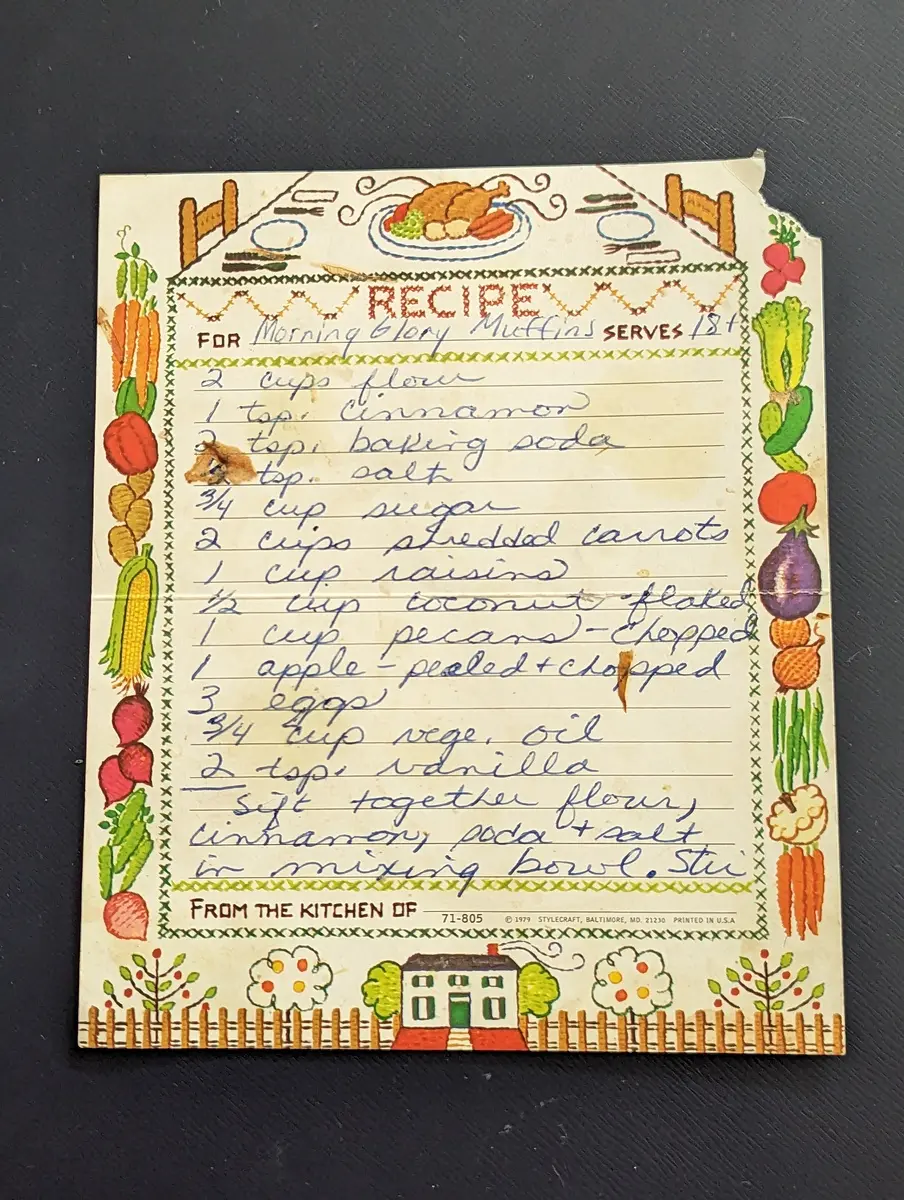 RECIPE
FOR Morning Glory Muffins SERVES 18+
2 cups flour
1 tsp. cinnamon
2 tsp. baking soda
tsp. salt
3/4 cup sugar
2 cups shredded carrots
1 cup raisins
1/2 cup coconut-flaked
1 cup pecans-chopped
1 apple-peeled + chopped
3 eggs
3/4 cup vege. oil
2 tsp. vanilla
Sift together flour,
cinnamon, soda + salt
in mixing bowl. Stir
FROM THE KITCHEN OF
71-805 © 1979 STYLECRAFT, BALTIMORE, MD. 21230 PRINTED IN U.S.A